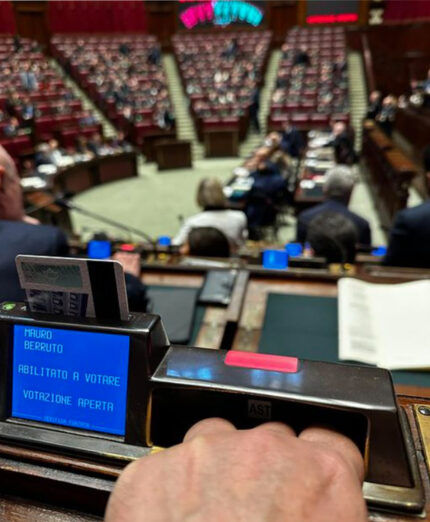 MAURO
BERRUTO
ABILITATO A VOTARE
VOTAZIONE APERTA
AST